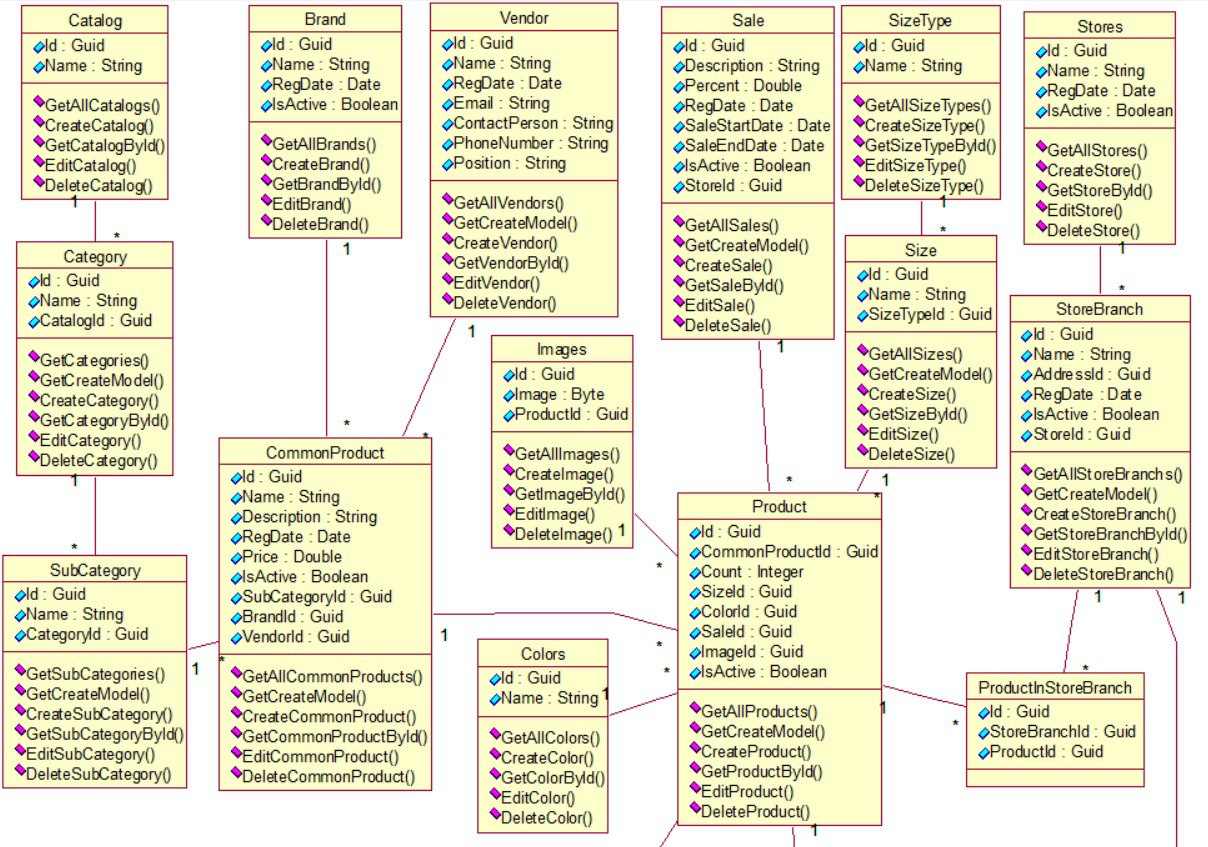 Catalog
Id : Guid
Name : String
GetAllCatalogs()
CreateCatalog()
GetCatalogById()
EditCatalog()
DeleteCatalog()
1
*
Brand
Id : Guid
Name : String
RegDate : Date
IsActive : Boolean
GetAllBrands()
CreateBrand()
GetBrandById()
EditBrand()
DeleteBrand()
1
*
Vendor
Id : Guid
Name : String
RegDate : Date
Email : String
ContactPerson : String
PhoneNumber : String
Position : String
GetAllVendors()
GetCreateModel()
CreateVendor()
GetVendorById()
EditVendor()
DeleteVendor()
1
*
Sale
Id : Guid
Description : String
Percent : Double
RegDate : Date
SaleStartDate : Date
SaleEndDate : Date
IsActive : Boolean
StoreId : Guid
GetAllSales()
GetCreateModel()
CreateSale()
GetSaleById()
EditSale()
DeleteSale()
1
*
SizeType
Id : Guid
Name : String
GetAllSizeTypes()
CreateSizeType()
GetSizeTypeById()
EditSizeType()
DeleteSizeType()
1
*
Stores
Id : Guid
Name : String
RegDate : Date
IsActive : Boolean
GetAllStores()
CreateStore()
GetStoreById()
EditStore()
DeleteStore()
1
*
Category
Id : Guid
Name : String
CatalogId : Guid
GetCategories()
GetCreateModel()
CreateCategory()
GetCategoryById()
EditCategory()
DeleteCategory()
1
*
Size
Id : Guid
Name : String
SizeTypeId : Guid
GetAllSizes()
GetCreateModel()
CreateSize()
GetSizeById()
EditSize()
DeleteSize()
1
*
StoreBranch
Id : Guid
Name : String
AddressId : Guid
RegDate : Date
IsActive : Boolean
StoreId : Guid
GetAllStoreBranchs()
GetCreateModel()
CreateStoreBranch()
GetStoreBranchById()
EditStoreBranch()
DeleteStoreBranch()
1
1
*
Images
Id : Guid
Image : Byte
ProductId : Guid
GetAllImages()
CreateImage()
GetImageById()
EditImage()
DeleteImage()
1
*
CommonProduct
Id : Guid
Name : String
Description : String
RegDate : Date
Price : Double
IsActive : Boolean
SubCategoryId : Guid
BrandId : Guid
VendorId : Guid
GetAllCommonProducts()
GetCreateModel()
CreateCommonProduct()
GetCommonProductById()
EditCommonProduct()
DeleteCommonProduct()
1
*
Product
Id : Guid
CommonProductId : Guid
Count : Integer
SizeId : Guid
ColorId : Guid
SaleId : Guid
ImageId : Guid
IsActive : Boolean
GetAllProducts()
GetCreateModel()
CreateProduct()
GetProductById()
EditProduct()
DeleteProduct()
1
1
*
SubCategory
Id : Guid
Name : String
CategoryId : Guid
GetSubCategories()
GetCreateModel()
CreateSubCategory()
GetSubCategoryById()
EditSubCategory()
DeleteSubCategory()
1
*
Colors
Id : Guid
Name : String
GetAllColors()
CreateColor()
GetColorById()
EditColor()
DeleteColor()
1
*
ProductInStoreBranch
Id : Guid
StoreBranchId : Guid
ProductId : Guid